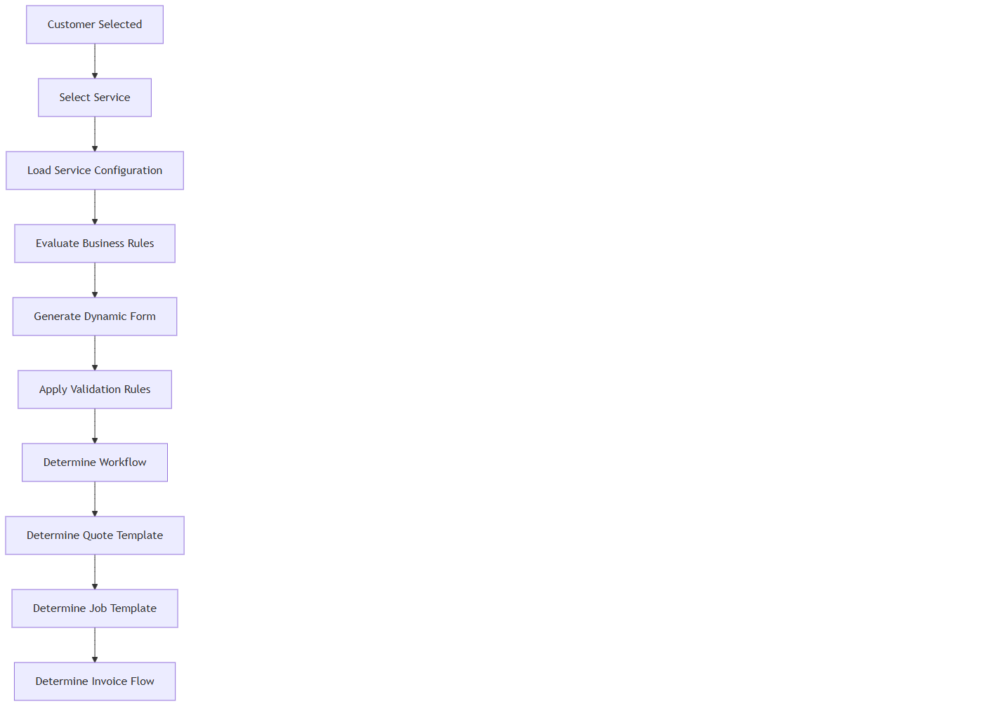 Customer Selected
Select Service
Load Service Configuration
Evaluate Business Rules
Generate Dynamic Form
Apply Validation Rules
Determine Workflow
Determine Quote Template
Determine Job Template
Determine Invoice Flow